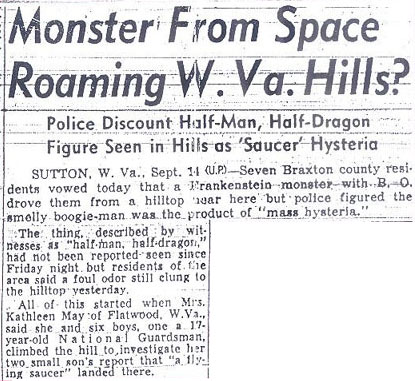 Monster From Space
Roaming W. Va. Hills?
Police Discount Half-Man, Half-Dragon
Figure Seen in Hills as 'Saucer' Hysteria
SUTTON, W. Va., Sept. 14 (U.P.)—Seven Braxton county resi-
dents vowed today that a Frankenstein monster with B. O.
drove them from a hilltop near here but police figured the
smelly boogie-man was the product of "mass hysteria."
The thing, described by wit-
nesses as "half-man, half-dragon,"
had not been reported seen since
Friday night but residents of the
area said a foul odor still clung to
the hilltop yesterday.
All of this started when Mrs.
Kathleen May of Flatwood, W.Va.,
said she and six boys, one a 17-
year-old National Guardsman,
climbed the hill to investigate her
two small son's report that "a fly-
ing saucer" landed there.